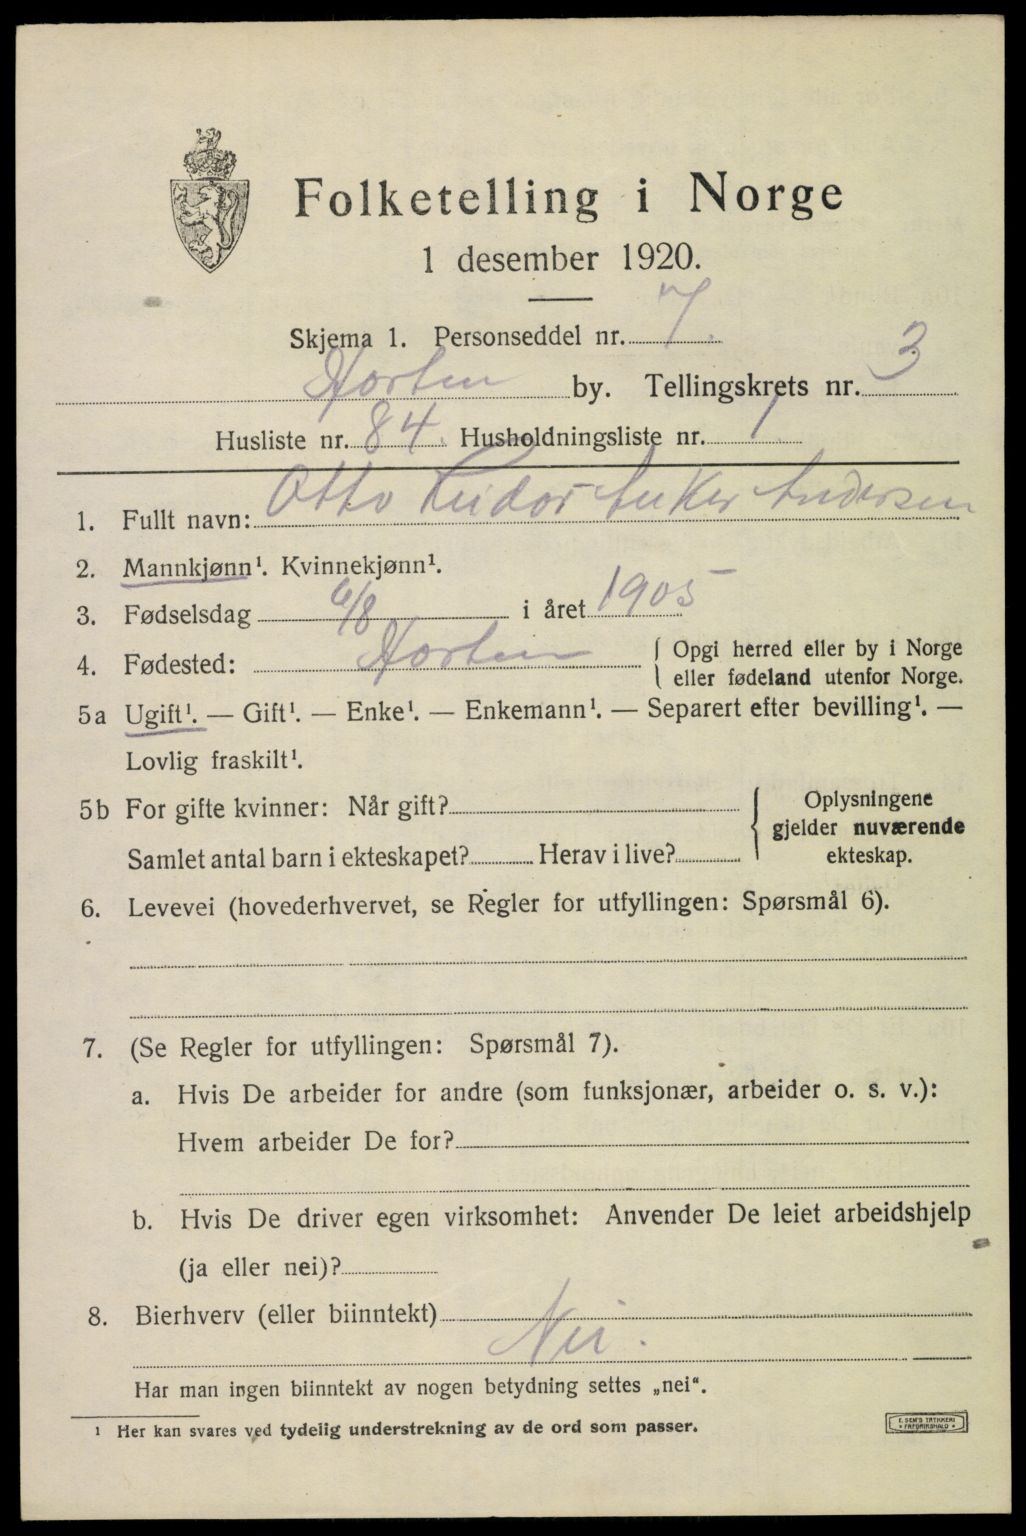 Folketelling i Norge
1 desember 1920.
Skjema 1. Personseddel nr. 7.
Horten by. Tellingskrets nr. 3
Husliste nr. 84. Husholdningsliste nr. 1
1. Fullt navn: Otto Anker Andersen
2. Mannkjønn¹. Kvinnekjønn¹.
3. Fødselsdag 6/8 i året 1905
4. Fødested: Horten { Opgi herred eller by i Norge
eller fødeland utenfor Norge.
5a Ugift¹. — Gift¹. — Enke¹. — Enkemann¹. — Separert efter bevilling¹. —
Lovlig fraskilt¹.
5b For gifte kvinner: Når gift?
Samlet antal barn i ekteskapet? Herav i live?
{ Oplysningene
gjelder nuværende
ekteskap.
6. Levevei (hovederhvervet, se Regler for utfyllingen: Spørsmål 6).
7. (Se Regler for utfyllingen: Spørsmål 7).
a. Hvis De arbeider for andre (som funksjonær, arbeider o. s. v.):
Hvem arbeider De for?
b. Hvis De driver egen virksomhet: Anvender De leiet arbeidshjelp
(ja eller nei)?
8. Bierhverv (eller biinntekt)
Nei.
Har man ingen biinntekt av nogen betydning settes „nei".
¹ Her kan svares ved tydelig understrekning av de ord som passer.